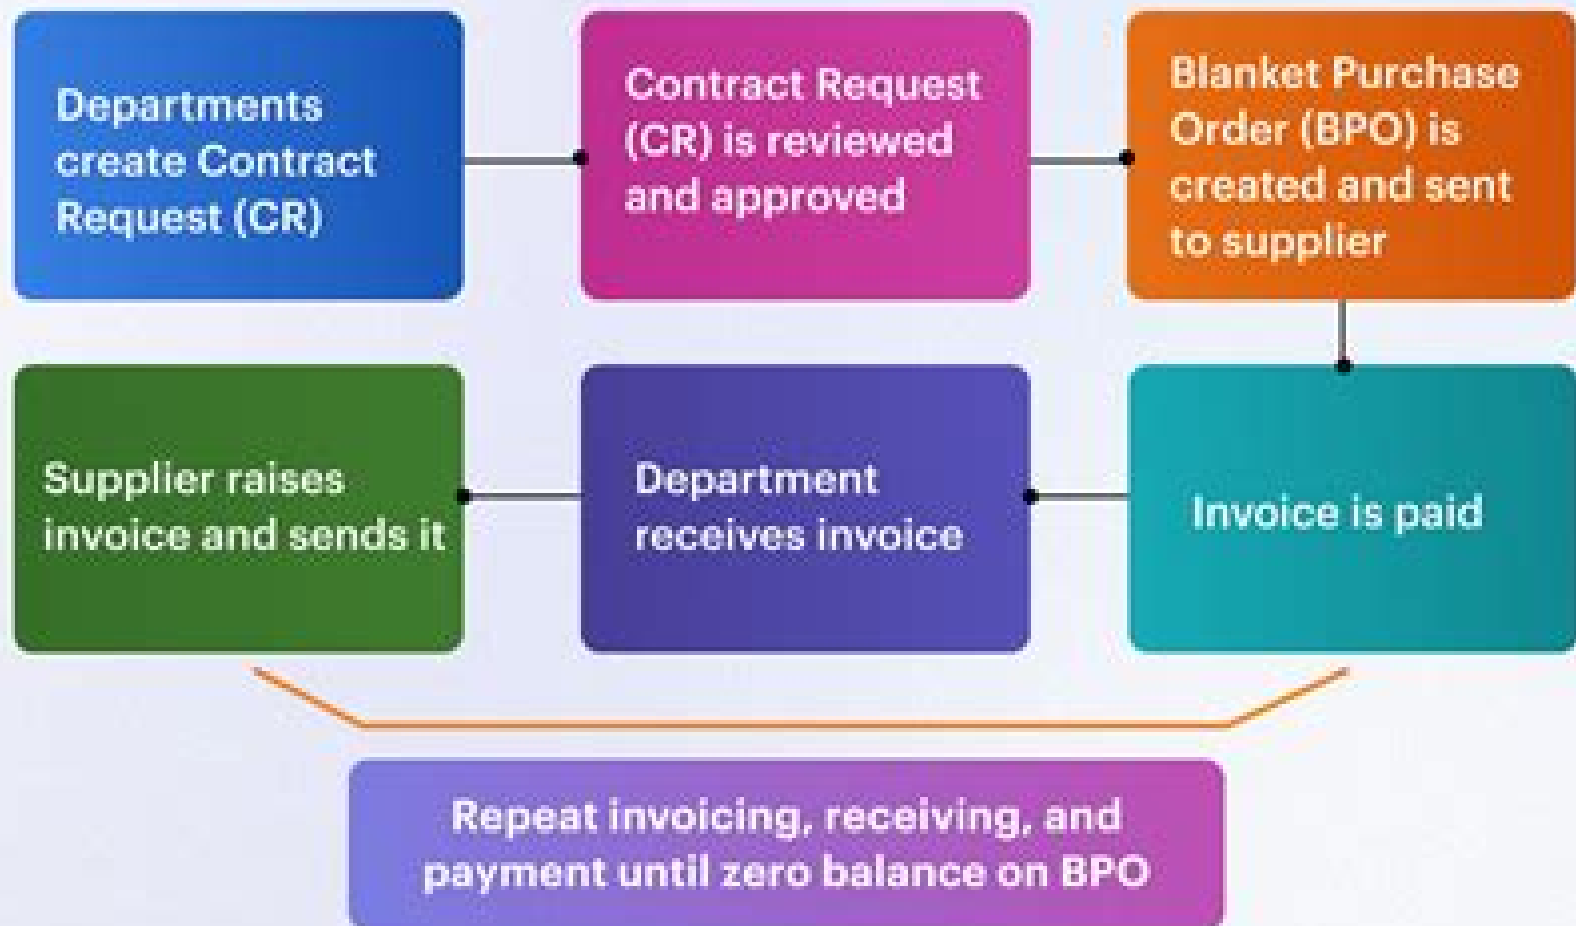 Departments
create Contract
Request (CR)
Contract Request
(CR) is reviewed
and approved
Blanket Purchase
Order (BPO) is
created and sent
to supplier
Supplier raises
invoice and sends it
Department
receives invoice
Invoice is paid
Repeat invoicing, receiving, and
payment until zero balance on BPO